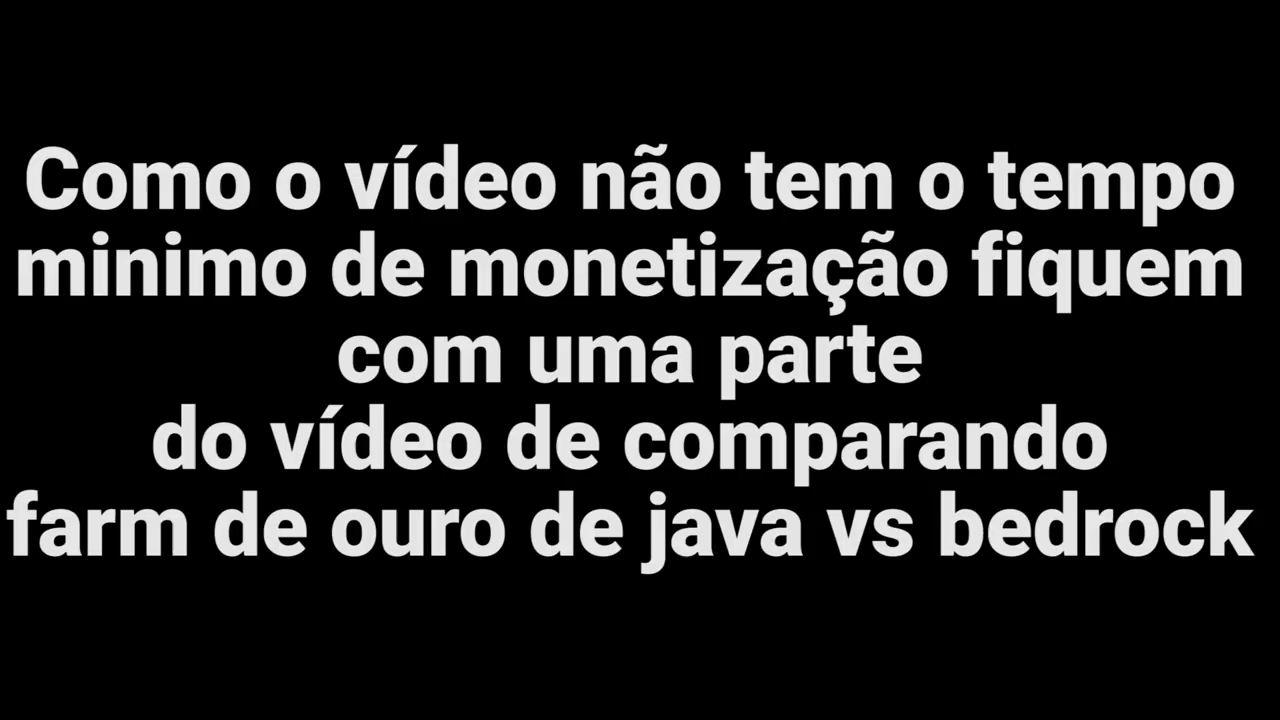 Como o vídeo não tem o tempo
minimo de monetização fiquem
com uma parte
do vídeo de comparando
farm de ouro de java vs bedrock